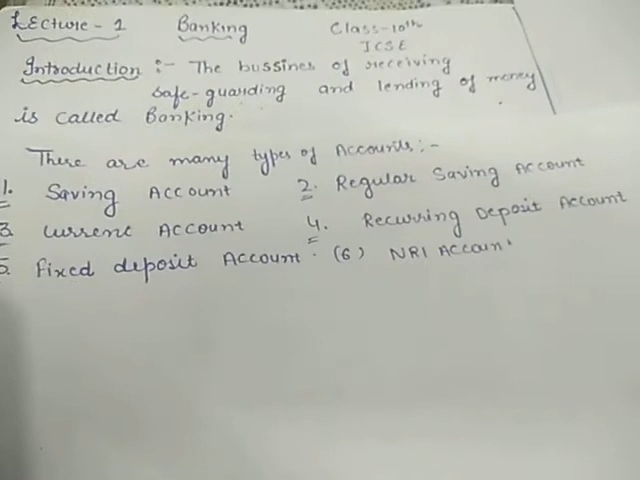 Lecture - 1 Banking Class-10th
ICSE
Introduction :- The bussines of receiving
safe-guarding and lending of money
is called Banking.
There are many types of Accounts:-
1. Saving Account 2. Regular Saving Account
3. Current Account 4. Recurring Deposit Account
5. Fixed deposit Account. (6) NRI Account